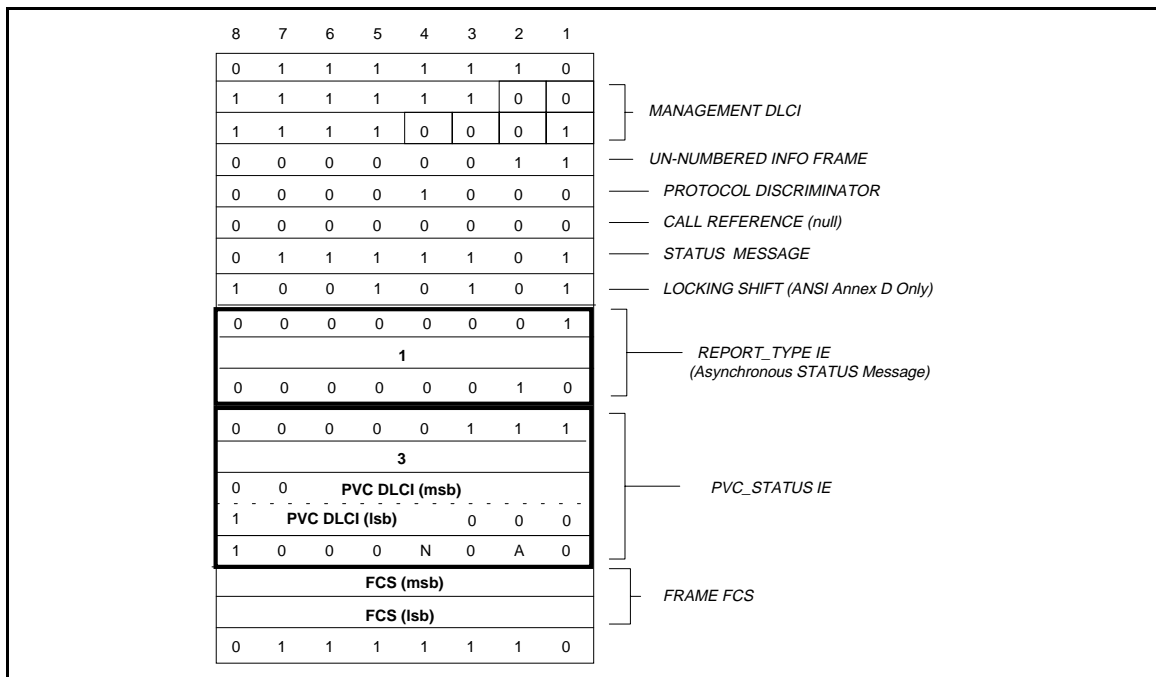 8 7 6 5 4 3 2 1
0 1 1 1 1 1 1 0
1 1 1 1 1 1 0 0
MANAGEMENT DLCI
1 1 1 1 0 0 0 1
0 0 0 0 0 0 1 1 UN-NUMBERED INFO FRAME
0 0 0 0 1 0 0 0 PROTOCOL DISCRIMINATOR
0 0 0 0 0 0 0 0 CALL REFERENCE (null)
0 1 1 1 1 1 0 1 STATUS MESSAGE
1 0 0 1 0 1 0 1 LOCKING SHIFT (ANSI Annex D Only)
0 0 0 0 0 0 0 1
1 REPORT_TYPE IE
(Asynchronous STATUS Message)
0 0 0 0 0 0 1 0
0 0 0 0 0 1 1 1
3
0 0 PVC DLCI (msb) PVC_STATUS IE
1 PVC DLCI (lsb) 0 0 0
1 0 0 0 N 0 A 0
FCS (msb)
FRAME FCS
FCS (lsb)
0 1 1 1 1 1 1 0